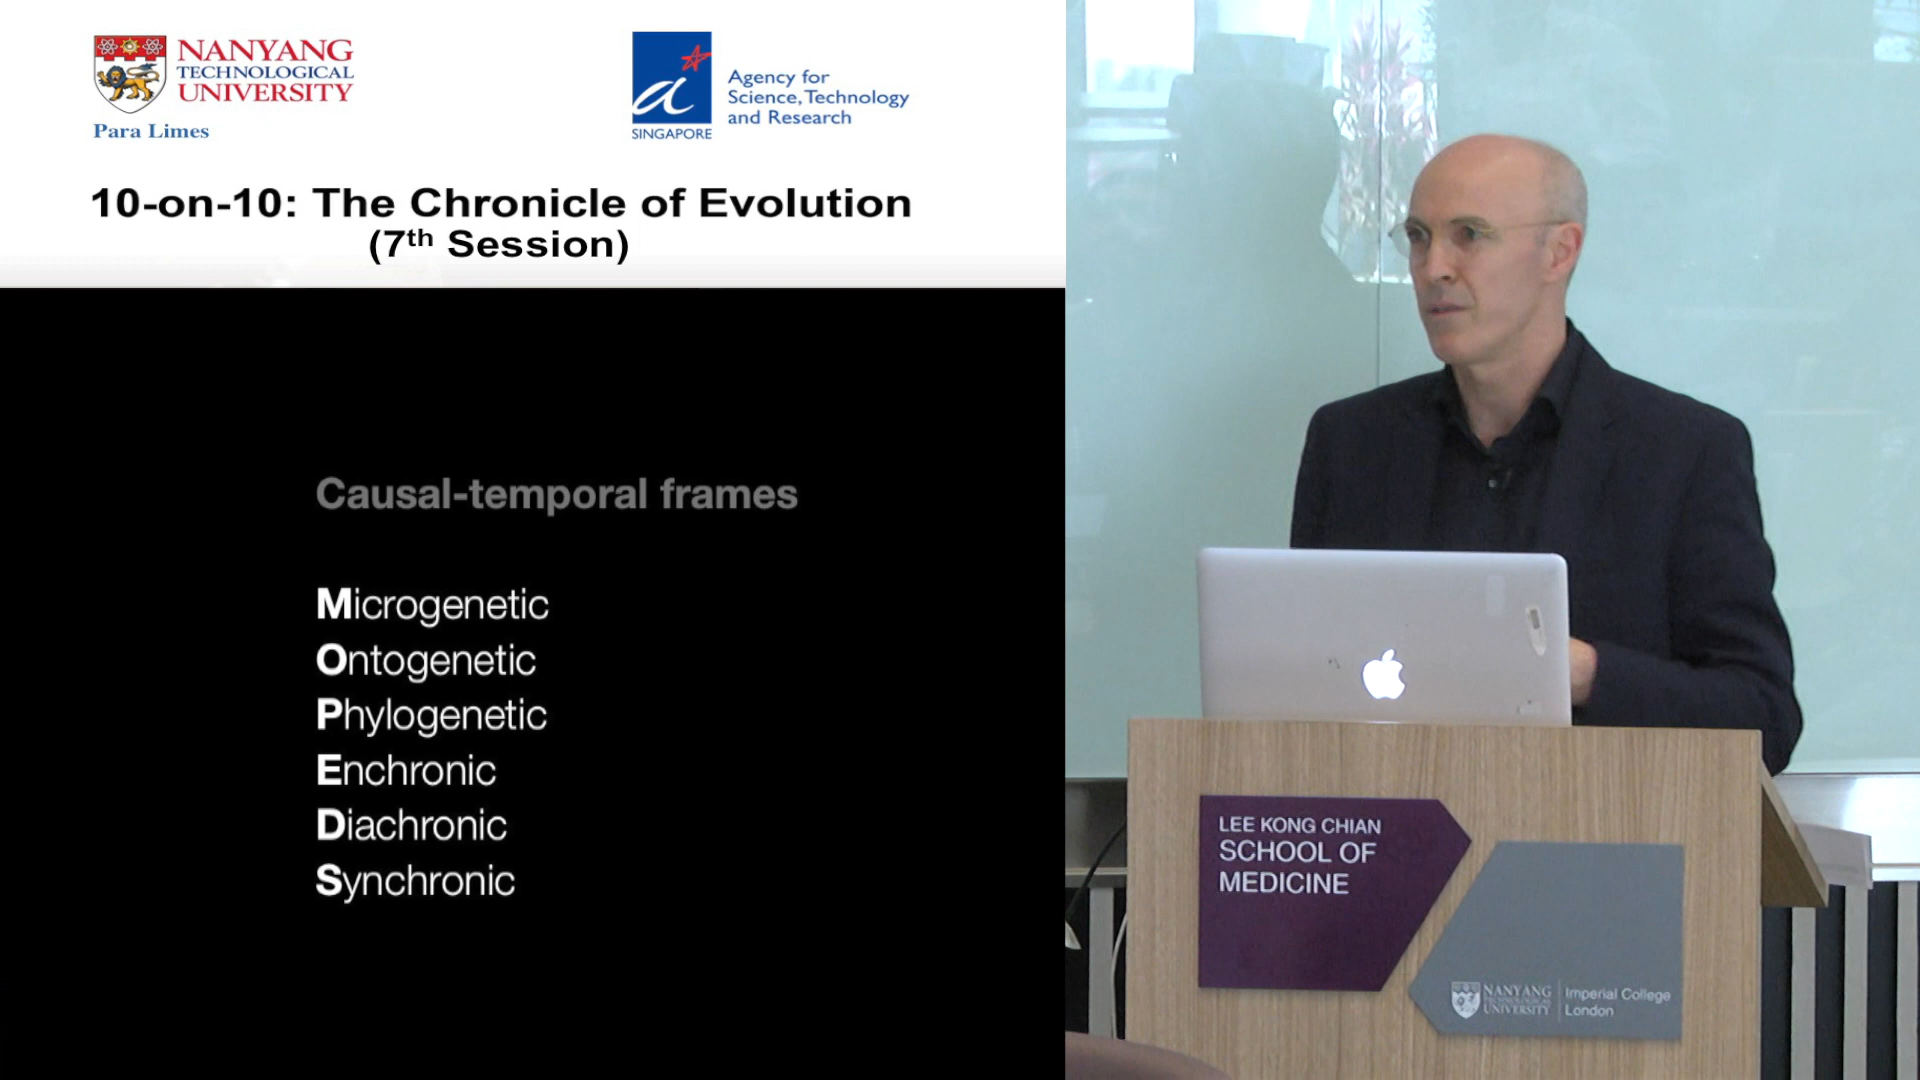 NANYANG
TECHNOLOGICAL
UNIVERSITY
Para Limes
a
SINGAPORE
Agency for
Science, Technology
and Research
10-on-10: The Chronicle of Evolution
(7th Session)
Causal-temporal frames
Microgenetic
Ontogenetic
Phylogenetic
Enchronic
Diachronic
Synchronic
LEE KONG CHIAN
SCHOOL OF
MEDICINE
NANYANG
TECHNOLOGICAL
UNIVERSITY
Imperial College
London